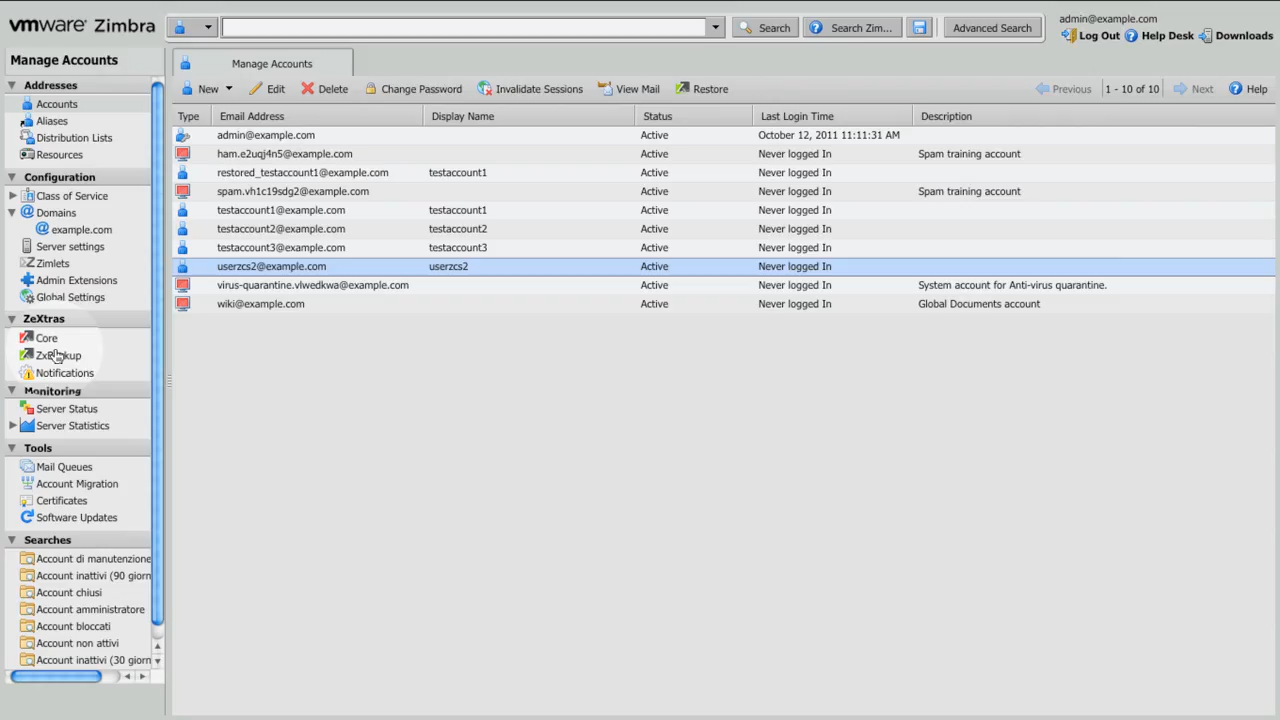 vmware Zimbra
Search
Search Zim...
Advanced Search
admin@example.com
Log Out
Help Desk
Downloads
Manage Accounts
Addresses
Accounts
Aliases
Distribution Lists
Resources
Configuration
Class of Service
Domains
example.com
Server settings
Zimlets
Admin Extensions
Global Settings
ZeXtras
Core
ZxBackup
Notifications
Monitoring
Server Status
Server Statistics
Tools
Mail Queues
Account Migration
Certificates
Software Updates
Searches
Account di manutenzione
Account inattivi (90 giorn
Account chiusi
Account amministratore
Account bloccati
Account non attivi
Account inattivi (30 giorn
Manage Accounts
New Edit Delete Change Password Invalidate Sessions View Mail Restore Previous 1 - 10 of 10 Next Help
Type Email Address Display Name Status Last Login Time Description
admin@example.com Active October 12, 2011 11:11:31 AM
ham.e2uqj4n5@example.com Active Never logged In Spam training account
restored_testaccount1@example.com testaccount1 Active Never logged In
spam.vh1c19sdg2@example.com Active Never logged In Spam training account
testaccount1@example.com testaccount1 Active Never logged In
testaccount2@example.com testaccount2 Active Never logged In
testaccount3@example.com testaccount3 Active Never logged In
userzcs2@example.com userzcs2 Active Never logged In
virus-quarantine.vlwedkwa@example.com Active Never logged In System account for Anti-virus quarantine.
wiki@example.com Active Never logged In Global Documents account